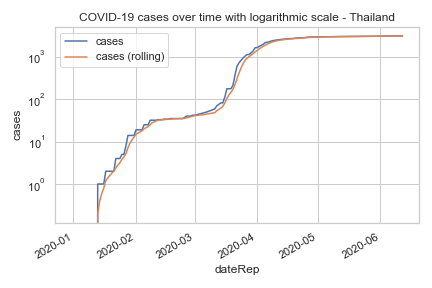 COVID-19 cases over time with logarithmic scale - Thailand
cases
cases (rolling)
10³
10²
10¹
10⁰
cases
2020-01
2020-02
2020-03
2020-04
2020-05
2020-06
dateRep